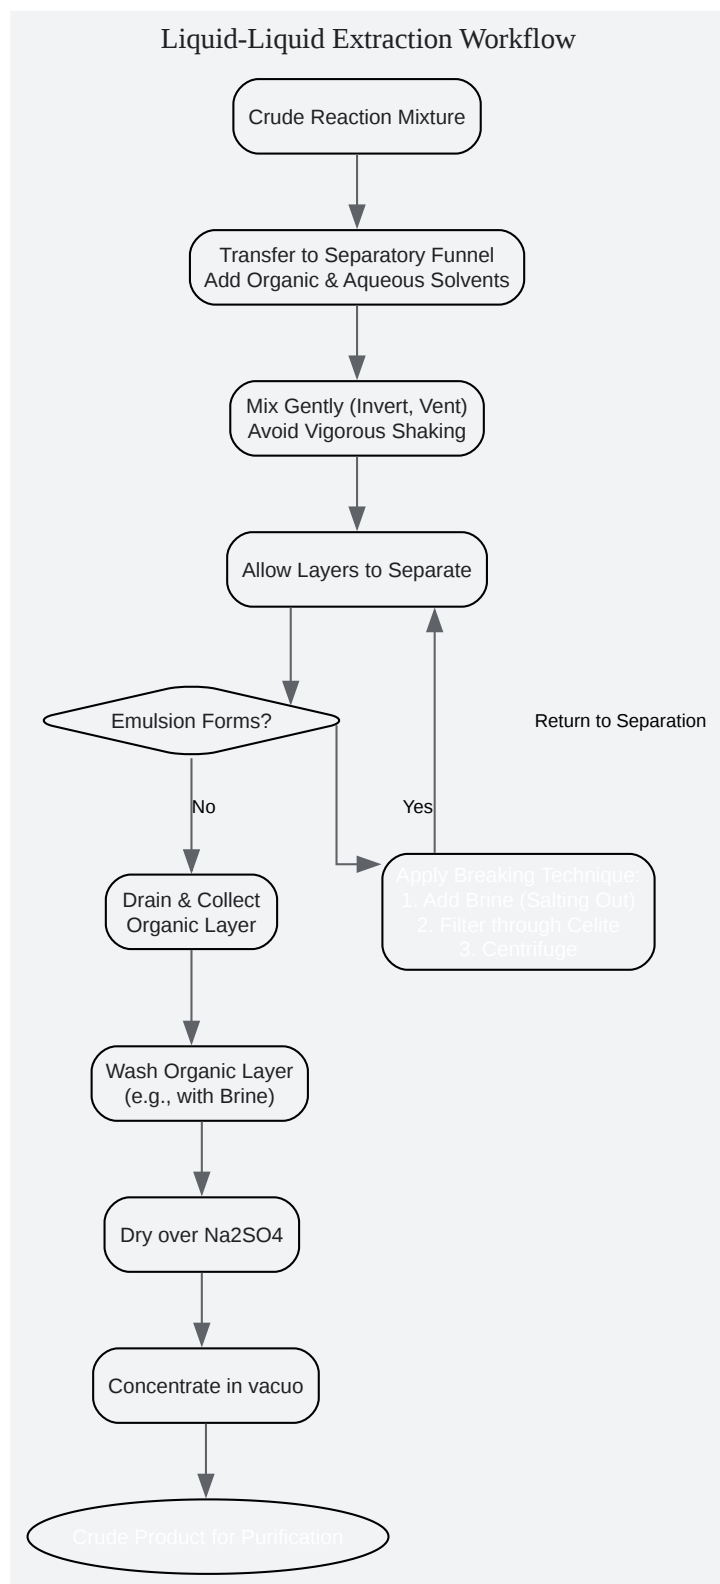 Liquid-Liquid Extraction Workflow
Crude Reaction Mixture
Transfer to Separatory Funnel
Add Organic & Aqueous Solvents
Mix Gently (Invert, Vent)
Avoid Vigorous Shaking
Allow Layers to Separate
Emulsion Forms?
Return to Separation
No
Yes
Apply Breaking Technique:
1. Add Brine (Salting Out)
2. Filter through Celite
3. Centrifuge
Drain & Collect
Organic Layer
Wash Organic Layer
(e.g., with Brine)
Dry over Na2SO4
Concentrate in vacuo
Crude Product for Purification